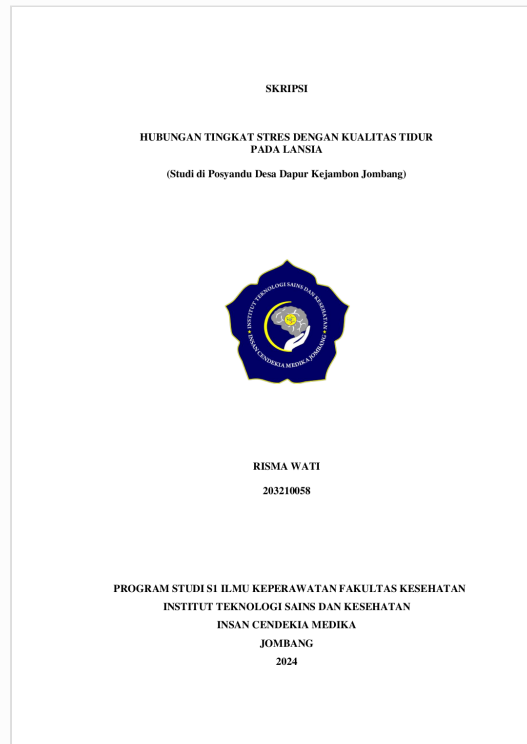 SKRIPSI
HUBUNGAN TINGKAT STRES DENGAN KUALITAS TIDUR
PADA LANSIA
(Studi di Posyandu Desa Dapur Kejambon Jombang)
INSTITUT TEKNOLOGI SAINS DAN KESEHATAN
INSAN CENDEKIA MEDIKA JOMBANG
RISMA WATI
203210058
PROGRAM STUDI S1 ILMU KEPERAWATAN FAKULTAS KESEHATAN
INSTITUT TEKNOLOGI SAINS DAN KESEHATAN
INSAN CENDEKIA MEDIKA
JOMBANG
2024